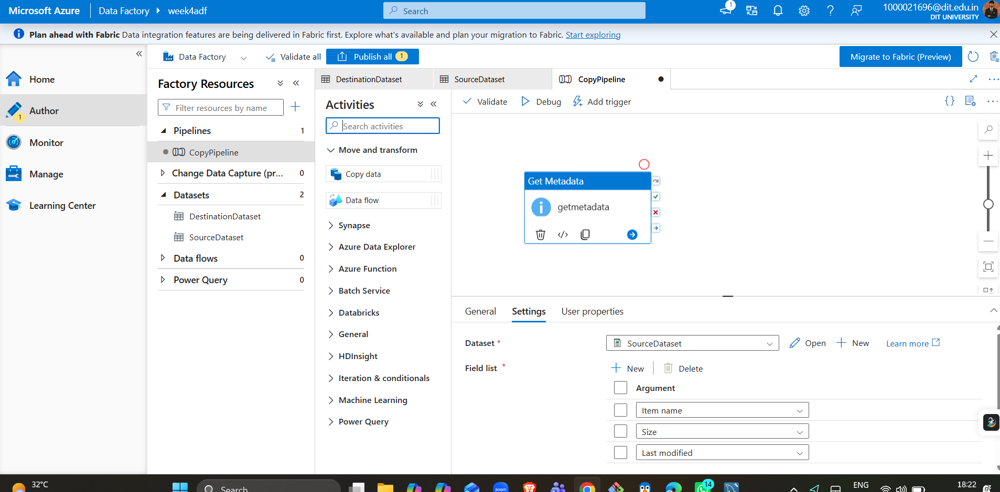 Microsoft Azure
Data Factory
week4adf
Search
1
1000021696@dit.edu.in
DIT UNIVERSITY
Plan ahead with Fabric Data integration features are being delivered in Fabric first. Explore what's available and plan your migration to Fabric. Start exploring
Home
Author
1
Monitor
Manage
Learning Center
Data Factory
Validate all
Publish all 1
Migrate to Fabric (Preview)
Factory Resources
Filter resources by name
Pipelines 1
CopyPipeline
Change Data Capture (pr... 0
Datasets 2
DestinationDataset
SourceDataset
Data flows 0
Power Query 0
DestinationDataset
SourceDataset
CopyPipeline
Activities
Search activities
Move and transform
Copy data
Data flow
Synapse
Azure Data Explorer
Azure Function
Batch Service
Databricks
General
HDInsight
Iteration & conditionals
Machine Learning
Power Query
Validate
Debug
Add trigger
Get Metadata
getmetadata
General
Settings
User properties
Dataset *
SourceDataset
Open
New
Learn more
Field list *
New
Delete
Argument
Item name
Size
Last modified
32°C
Search
zoom
14
ENG
18:22